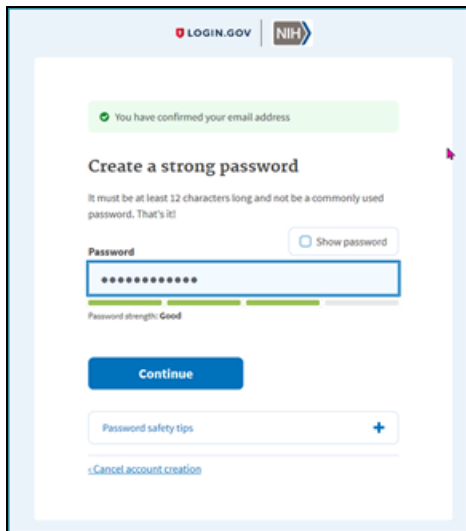 LOGIN.GOV NIH
You have confirmed your email address
Create a strong password
It must be at least 12 characters long and not be a commonly used
password. That's it!
Show password
Password
••••••••••••
Password strength: Good
Continue
Password safety tips +
‹ Cancel account creation